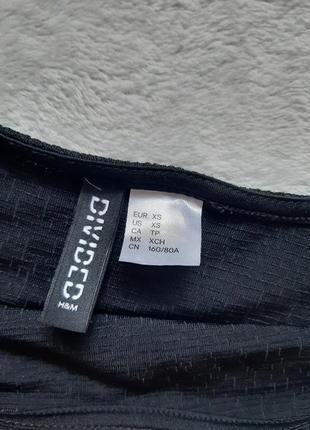 DIVIDED
H&M
EUR XS
US XS
CA TP
MX XCH
CN 160/80A